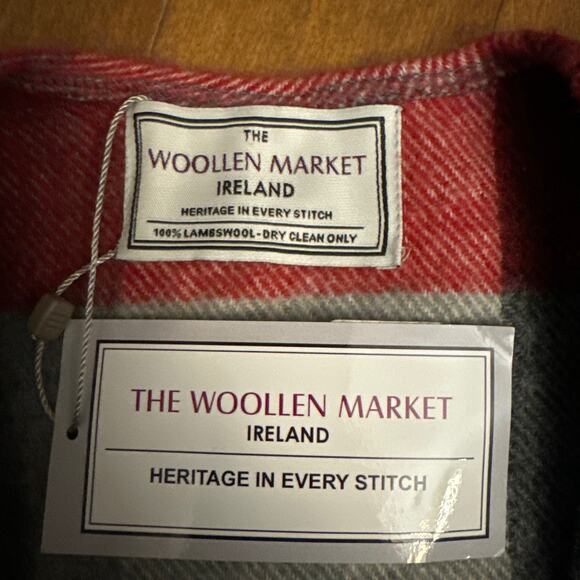 THE
WOOLLEN MARKET
IRELAND
HERITAGE IN EVERY STITCH
100% LAMBSWOOL-DRY CLEAN ONLY
THE WOOLLEN MARKET
IRELAND
HERITAGE IN EVERY STITCH